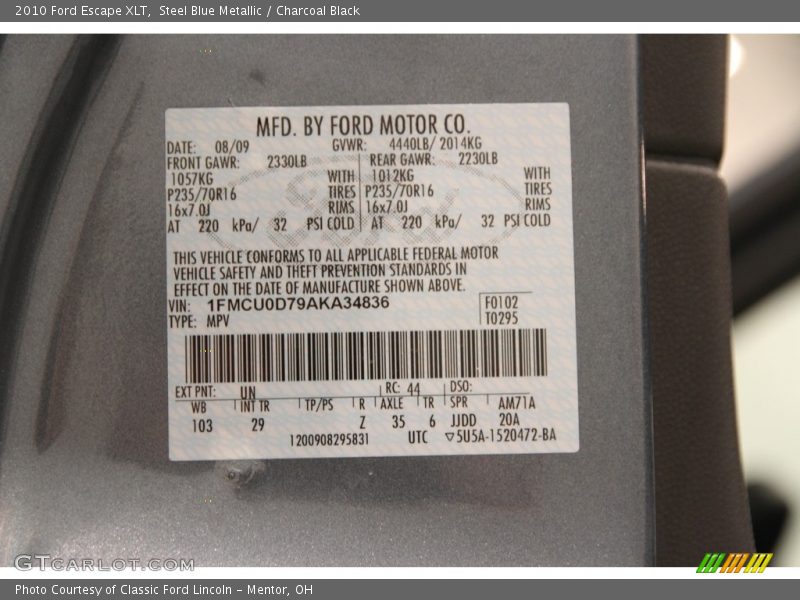 2010 Ford Escape XLT, Steel Blue Metallic / Charcoal Black
MFD. BY FORD MOTOR CO.
DATE: 08/09 GVWR: 4440LB/ 2014KG
FRONT GAWR: 2330LB REAR GAWR: 2230LB
1057KG WITH 1012KG WITH
P235/70R16 TIRES P235/70R16 TIRES
16x7.0J RIMS 16x7.0J RIMS
AT 220 kPa/ 32 PSI COLD AT 220 kPa/ 32 PSI COLD
THIS VEHICLE CONFORMS TO ALL APPLICABLE FEDERAL MOTOR
VEHICLE SAFETY AND THEFT PREVENTION STANDARDS IN
EFFECT ON THE DATE OF MANUFACTURE SHOWN ABOVE.
VIN: 1FMCU0D79AKA34836 F0102
TYPE: MPV T0295
EXT PNT: UN RC: 44 DSO:
WB INT TR TP/PS R AXLE TR SPR AM71A
103 29 Z 35 6 JJDD 20A
1200908295831 UTC ▽5U5A-1520472-BA
GTCARLOT.COM
Photo Courtesy of Classic Ford Lincoln - Mentor, OH